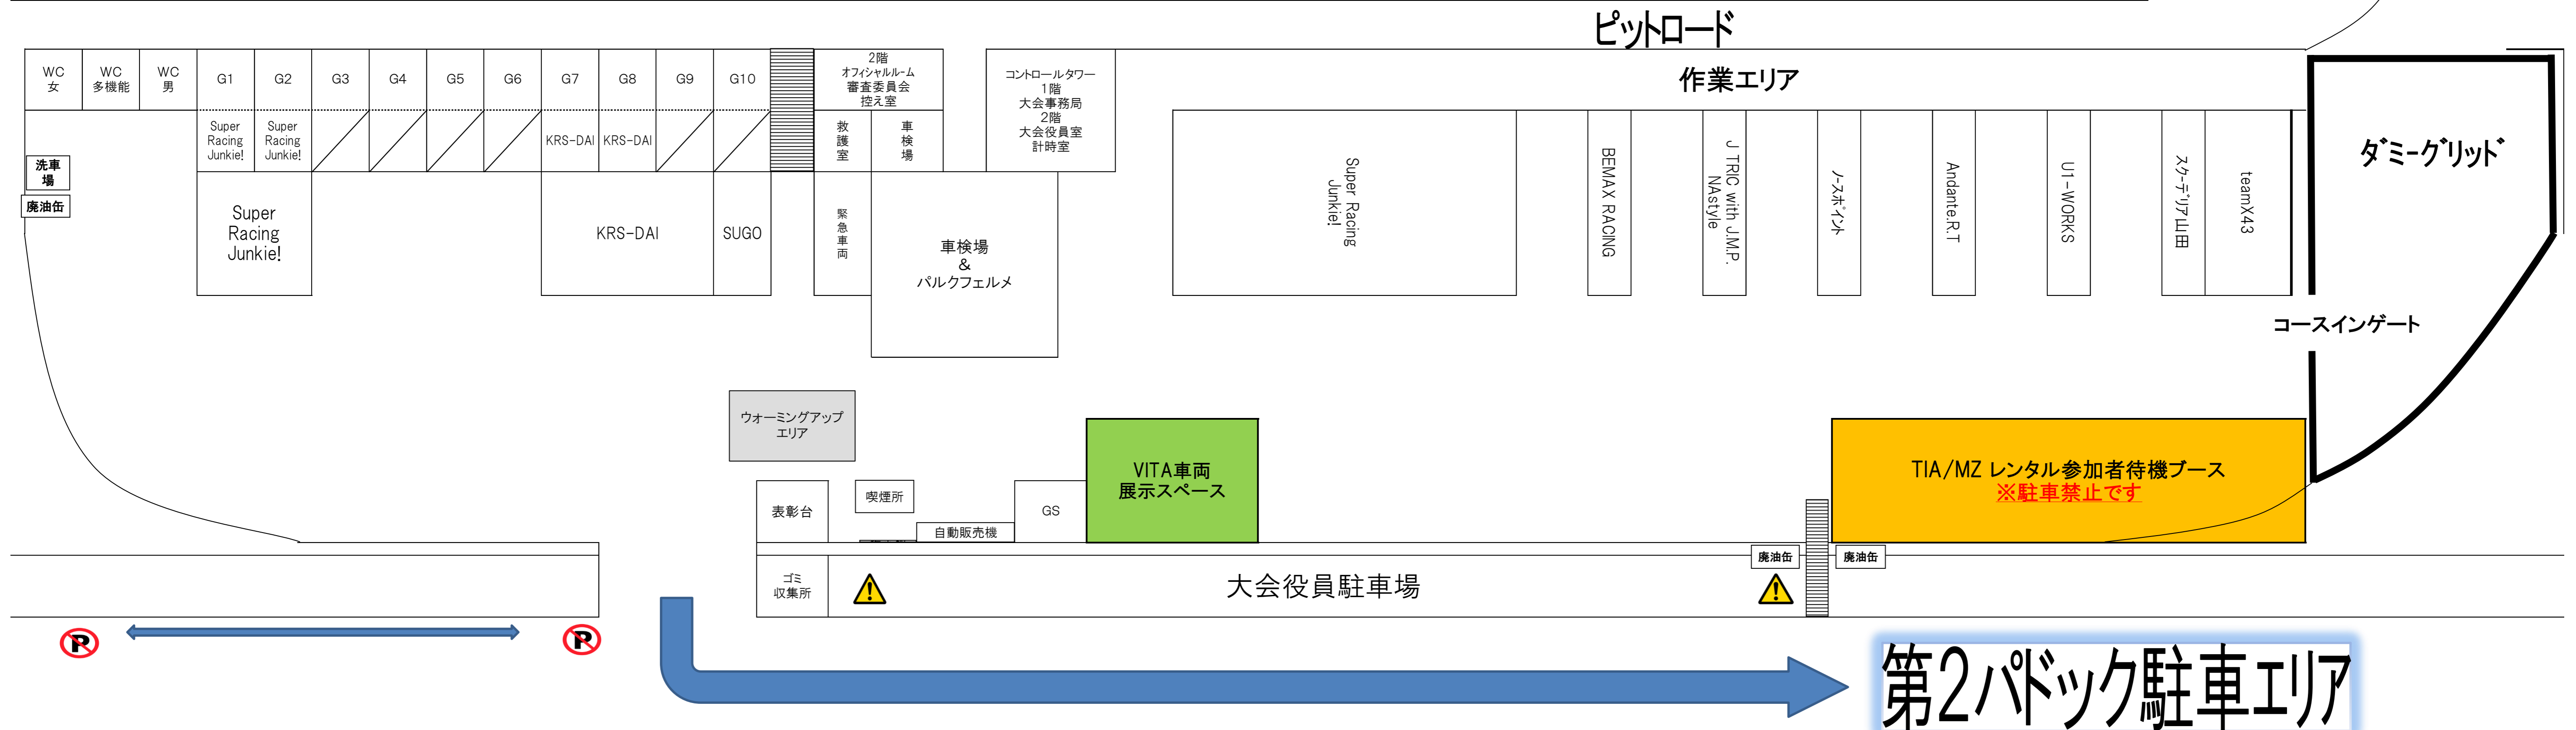 ピットロード
WC
女
WC
多機能
WC
男
G1
G2
G3
G4
G5
G6
G7
G8
G9
G10
2階
オフィシャルルーム
審査委員会
控え室
コントロールタワー
1階
大会事務局
2階
大会役員室
計時室
作業エリア
Super
Racing
Junkie!
Super
Racing
Junkie!
KRS-DAI
KRS-DAI
救護室
車検場
洗車
場
廃油缶
Super
Racing
Junkie!
KRS-DAI
SUGO
緊急車両
車検場
&
パルクフェルメ
Super Racing
Junkie!
BEMAX RACING
J TRIC with J.M.P.
NAstyle
ノースポイント
Andante.R.T
U1-WORKS
スクーデリア山田
teamX43
ダミーグリッド
コースインゲート
ウォーミングアップ
エリア
VITA車両
展示スペース
TIA/MZ レンタル参加者待機ブース
※駐車禁止です
表彰台
喫煙所
自動販売機
GS
廃油缶
廃油缶
ゴミ
収集所
!
大会役員駐車場
!
P
P
第2パドック駐車エリア